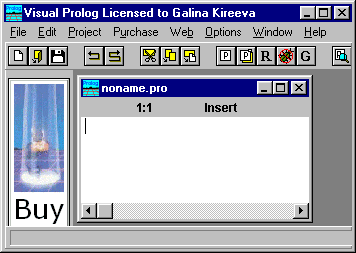 Visual Prolog Licensed to Galina Kireeva
File Edit Project Purchase Web Options Window Help
P P R G
Prolog noname.pro
1:1 Insert
Buy